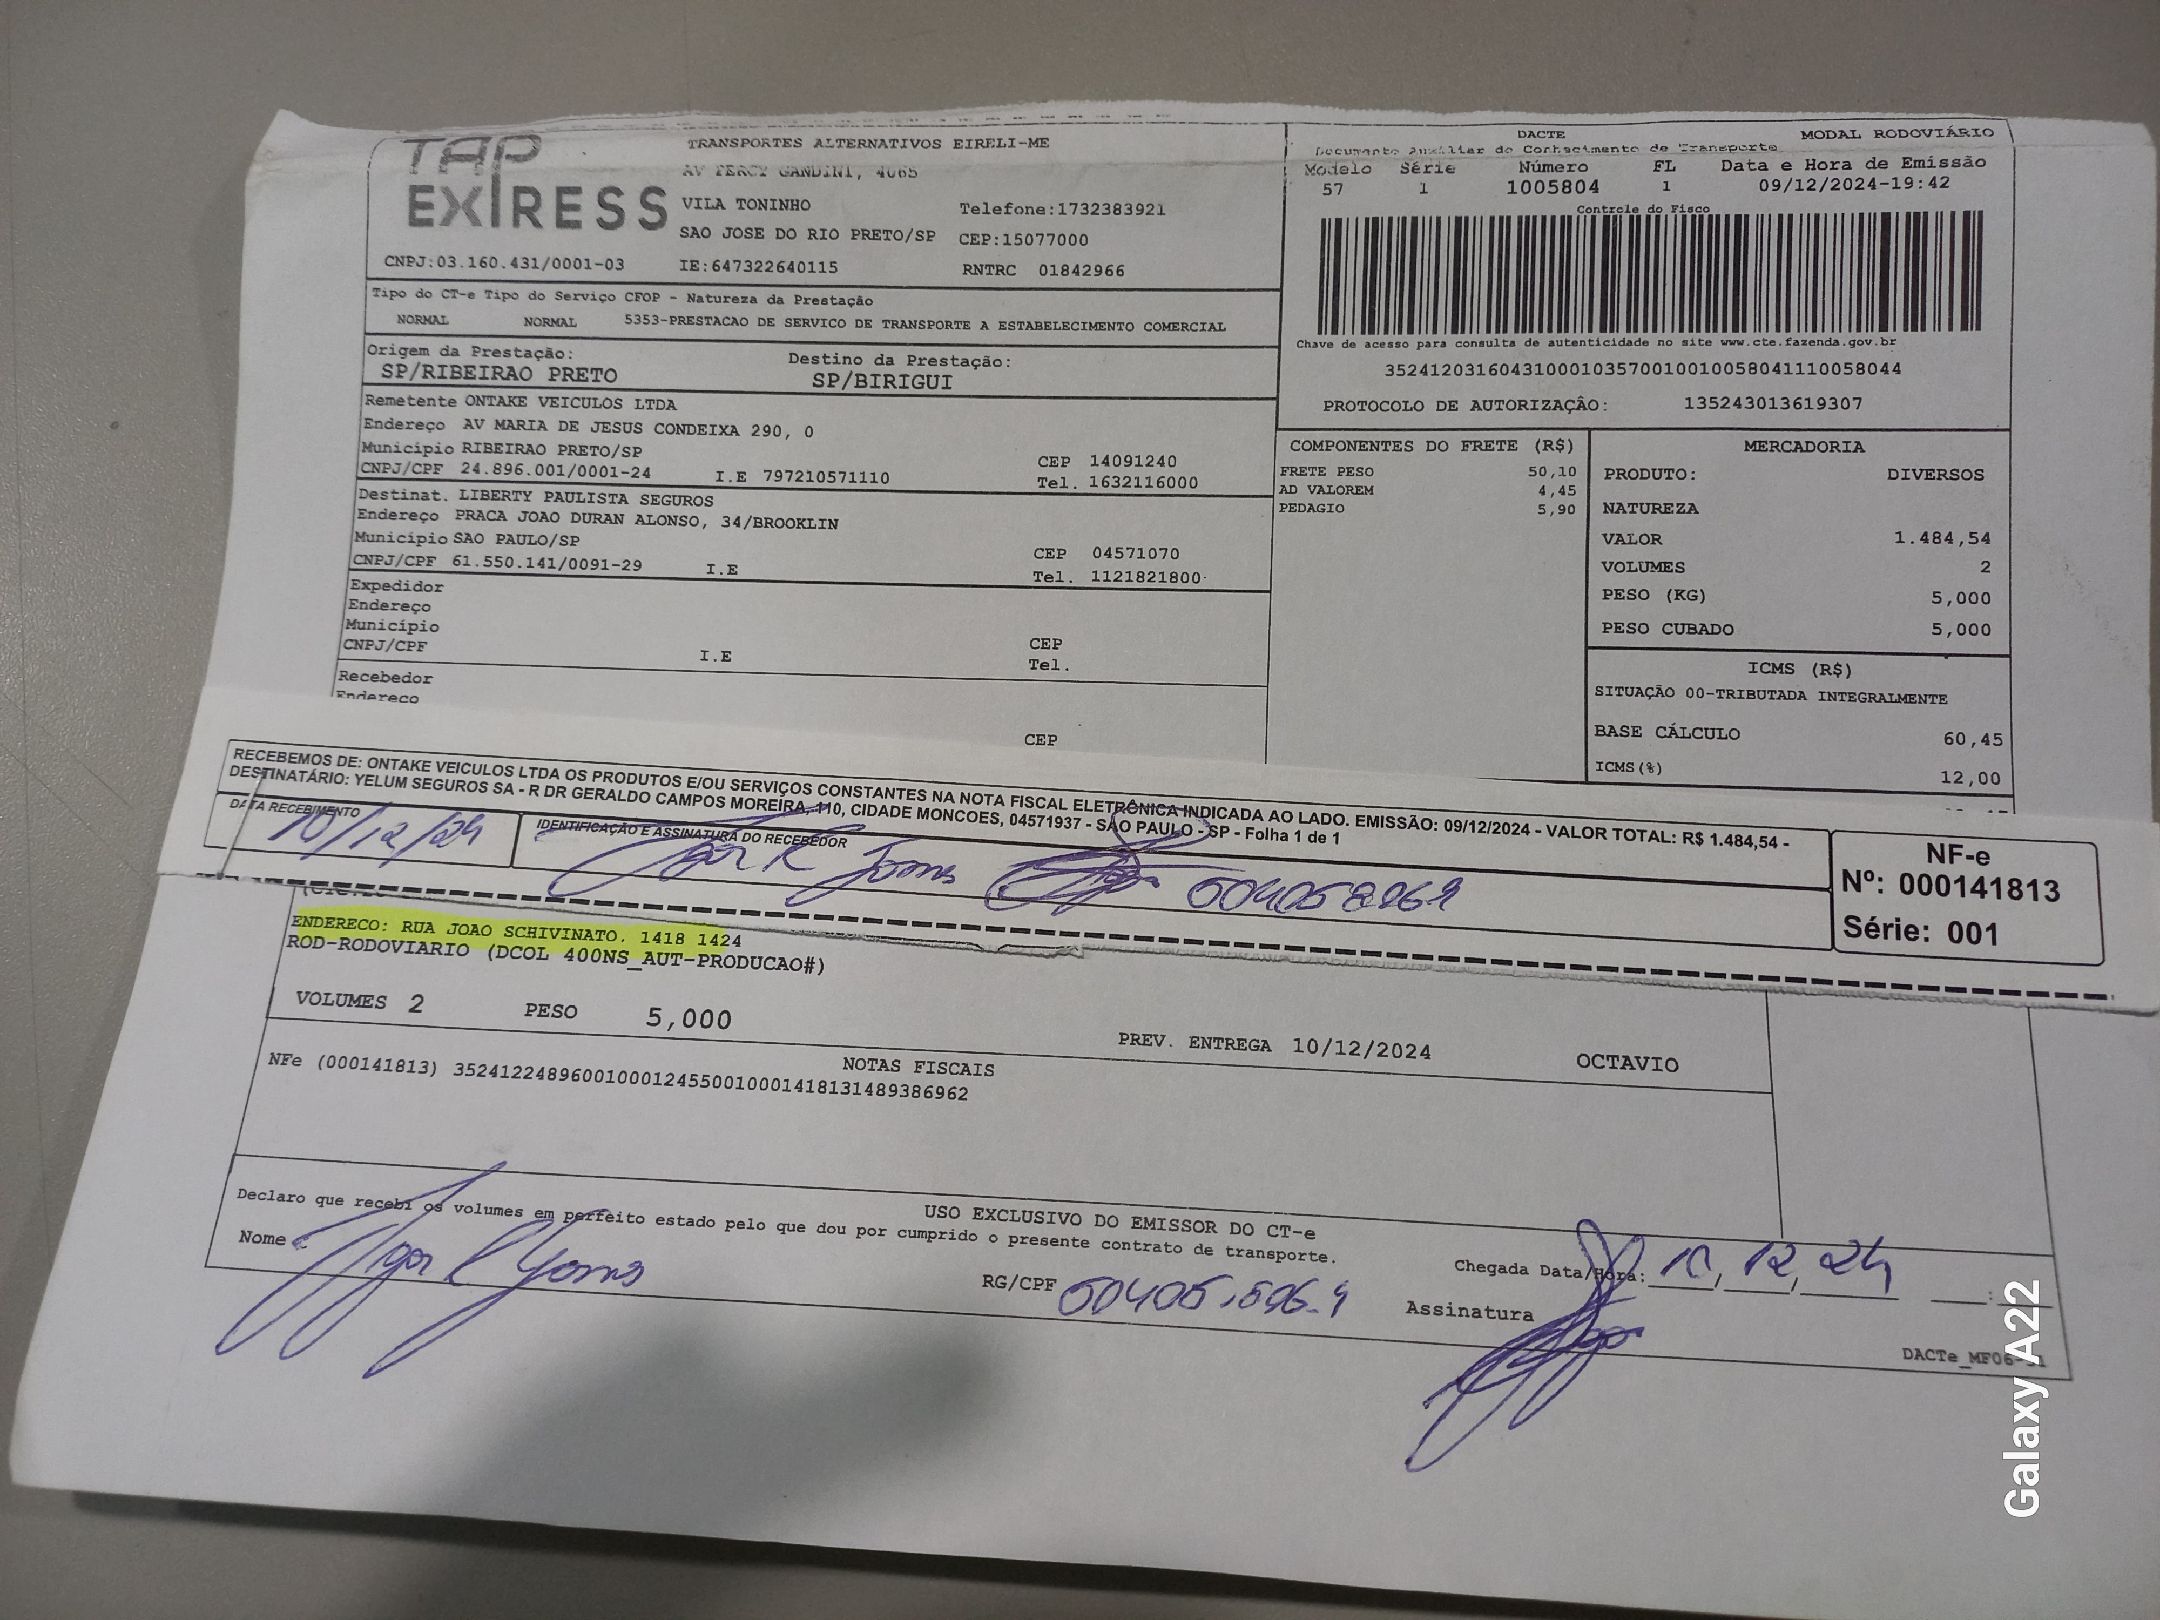 TAP
EXPRESS
TRANSPORTES ALTERNATIVOS EIRELI-ME
AV PERCY GANDINI, 4065
VILA TONINHO
Telefone:1732383921
SAO JOSE DO RIO PRETO/SP CEP:15077000
CNPJ:03.160.431/0001-03 IE:647322640115 RNTRC 01842966
DACTE MODAL RODOVIÁRIO
Documento Auxiliar do Conhecimento de Transporte
Modelo Série Número FL Data e Hora de Emissão
57 1 1005804 1 09/12/2024-19:42
Controle do Fisco
Chave de acesso para consulta de autenticidade no site www.cte.fazenda.gov.br
35241203160431000103570010010058041110058044
PROTOCOLO DE AUTORIZAÇÂO: 135243013619307
Tipo do CT-e Tipo do Serviço CFOP - Natureza da Prestação
NORMAL NORMAL 5353-PRESTACAO DE SERVICO DE TRANSPORTE A ESTABELECIMENTO COMERCIAL
Origem da Prestação: Destino da Prestação:
SP/RIBEIRAO PRETO SP/BIRIGUI
Remetente ONTAKE VEICULOS LTDA
Endereço AV MARIA DE JESUS CONDEIXA 290, 0
Município RIBEIRAO PRETO/SP CEP 14091240
CNPJ/CPF 24.896.001/0001-24 I.E 797210571110 Tel. 1632116000
Destinat. LIBERTY PAULISTA SEGUROS
Endereço PRACA JOAO DURAN ALONSO, 34/BROOKLIN
Município SAO PAULO/SP CEP 04571070
CNPJ/CPF 61.550.141/0091-29 I.E Tel. 1121821800
Expedidor
Endereço
Município CEP
CNPJ/CPF I.E Tel.
Recebedor
Endereço
CEP
COMPONENTES DO FRETE (R$)
FRETE PESO 50,10
AD VALOREM 4,45
PEDAGIO 5,90
MERCADORIA
PRODUTO: DIVERSOS
NATUREZA
VALOR 1.484,54
VOLUMES 2
PESO (KG) 5,000
PESO CUBADO 5,000
ICMS (R$)
SITUAÇÃO 00-TRIBUTADA INTEGRALMENTE
BASE CÁLCULO 60,45
ICMS(%) 12,00
RECEBEMOS DE: ONTAKE VEICULOS LTDA OS PRODUTOS E/OU SERVIÇOS CONSTANTES NA NOTA FISCAL ELETRÔNICA INDICADA AO LADO. EMISSÃO: 09/12/2024 - VALOR TOTAL: R$ 1.484,54 -
DESTINATÁRIO: YELUM SEGUROS SA - R DR GERALDO CAMPOS MOREIRA, 110, CIDADE MONCOES, 04571937 - SÃO PAULO - SP - Folha 1 de 1
DATA RECEBIMENTO IDENTIFICAÇÃO E ASSINATURA DO RECEBEDOR
10/12/24
NF-e
Nº: 000141813
Série: 001
ENDERECO: RUA JOAO SCHIVINATO. 1418 1424
ROD-RODOVIARIO (DCOL 400NS_AUT-PRODUCAO#)
VOLUMES 2 PESO 5,000 PREV. ENTREGA 10/12/2024 OCTAVIO
NOTAS FISCAIS
NFe (000141813) 35241224896001000124550010001418131489386962
USO EXCLUSIVO DO EMISSOR DO CT-e
Declaro que recebi os volumes em perfeito estado pelo que dou por cumprido o presente contrato de transporte.
Nome Igor RG/CPF Assinatura
Chegada Data/Hora: 10, 12, 24 :
DACTe_MF06-
Galaxy A22